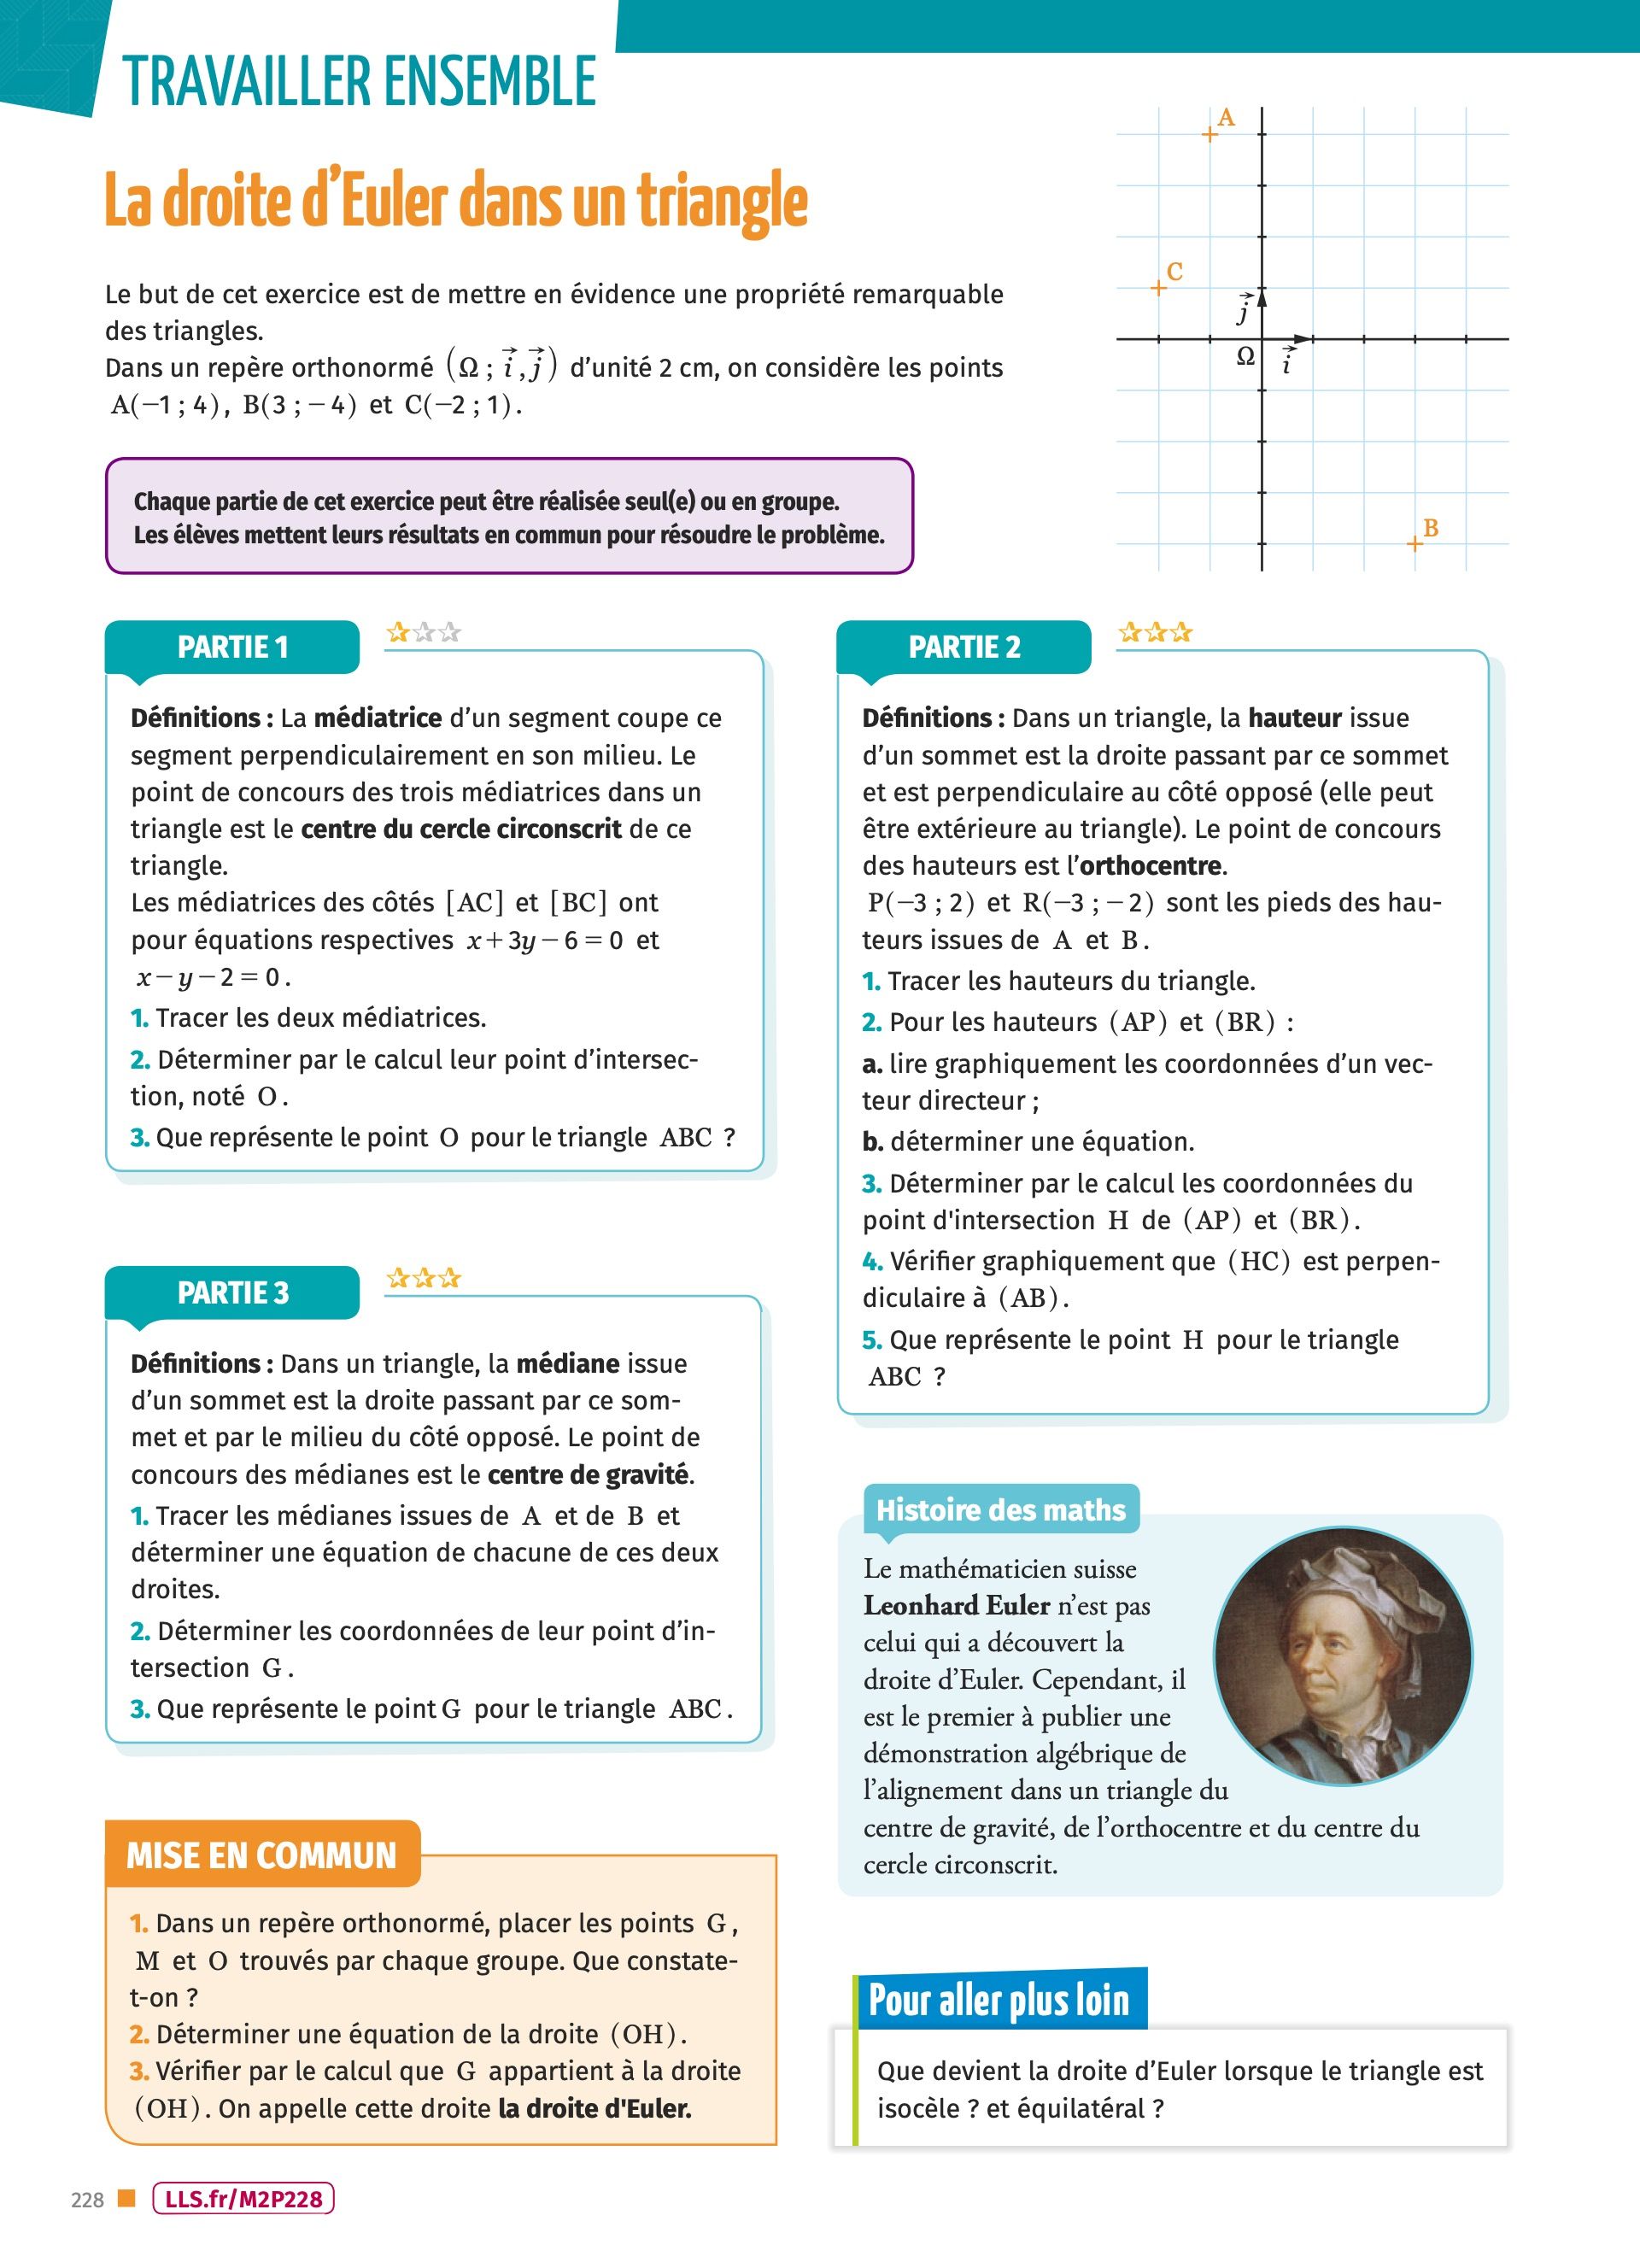 TRAVAILLER ENSEMBLE
La droite d’Euler dans un triangle
Le but de cet exercice est de mettre en évidence une propriété remarquable
des triangles.
Dans un repère orthonormé (Ω ; i⃗ , j⃗) d’unité 2 cm, on considère les points
A(−1 ; 4), B(3 ; −4) et C(−2 ; 1).
A
C
j⃗
Ω
i⃗
B
Chaque partie de cet exercice peut être réalisée seul(e) ou en groupe.
Les élèves mettent leurs résultats en commun pour résoudre le problème.
PARTIE 1
Définitions : La médiatrice d’un segment coupe ce
segment perpendiculairement en son milieu. Le
point de concours des trois médiatrices dans un
triangle est le centre du cercle circonscrit de ce
triangle.
Les médiatrices des côtés [AC] et [BC] ont
pour équations respectives x + 3y − 6 = 0 et
x − y − 2 = 0.
1. Tracer les deux médiatrices.
2. Déterminer par le calcul leur point d’intersec-
tion, noté O.
3. Que représente le point O pour le triangle ABC ?
PARTIE 2
Définitions : Dans un triangle, la hauteur issue
d’un sommet est la droite passant par ce sommet
et est perpendiculaire au côté opposé (elle peut
être extérieure au triangle). Le point de concours
des hauteurs est l’orthocentre.
P(−3 ; 2) et R(−3 ; −2) sont les pieds des hau-
teurs issues de A et B.
1. Tracer les hauteurs du triangle.
2. Pour les hauteurs (AP) et (BR) :
a. lire graphiquement les coordonnées d’un vec-
teur directeur ;
b. déterminer une équation.
3. Déterminer par le calcul les coordonnées du
point d'intersection H de (AP) et (BR).
4. Vérifier graphiquement que (HC) est perpen-
diculaire à (AB).
5. Que représente le point H pour le triangle
ABC ?
PARTIE 3
Définitions : Dans un triangle, la médiane issue
d’un sommet est la droite passant par ce som-
met et par le milieu du côté opposé. Le point de
concours des médianes est le centre de gravité.
1. Tracer les médianes issues de A et de B et
déterminer une équation de chacune de ces deux
droites.
2. Déterminer les coordonnées de leur point d’in-
tersection G.
3. Que représente le point G pour le triangle ABC.
Histoire des maths
Le mathématicien suisse
Leonhard Euler n’est pas
celui qui a découvert la
droite d’Euler. Cependant, il
est le premier à publier une
démonstration algébrique de
l’alignement dans un triangle du
centre de gravité, de l’orthocentre et du centre du
cercle circonscrit.
MISE EN COMMUN
1. Dans un repère orthonormé, placer les points G,
M et O trouvés par chaque groupe. Que constate-
t-on ?
2. Déterminer une équation de la droite (OH).
3. Vérifier par le calcul que G appartient à la droite
(OH). On appelle cette droite la droite d'Euler.
Pour aller plus loin
Que devient la droite d’Euler lorsque le triangle est
isocèle ? et équilatéral ?
228
LLS.fr/M2P228